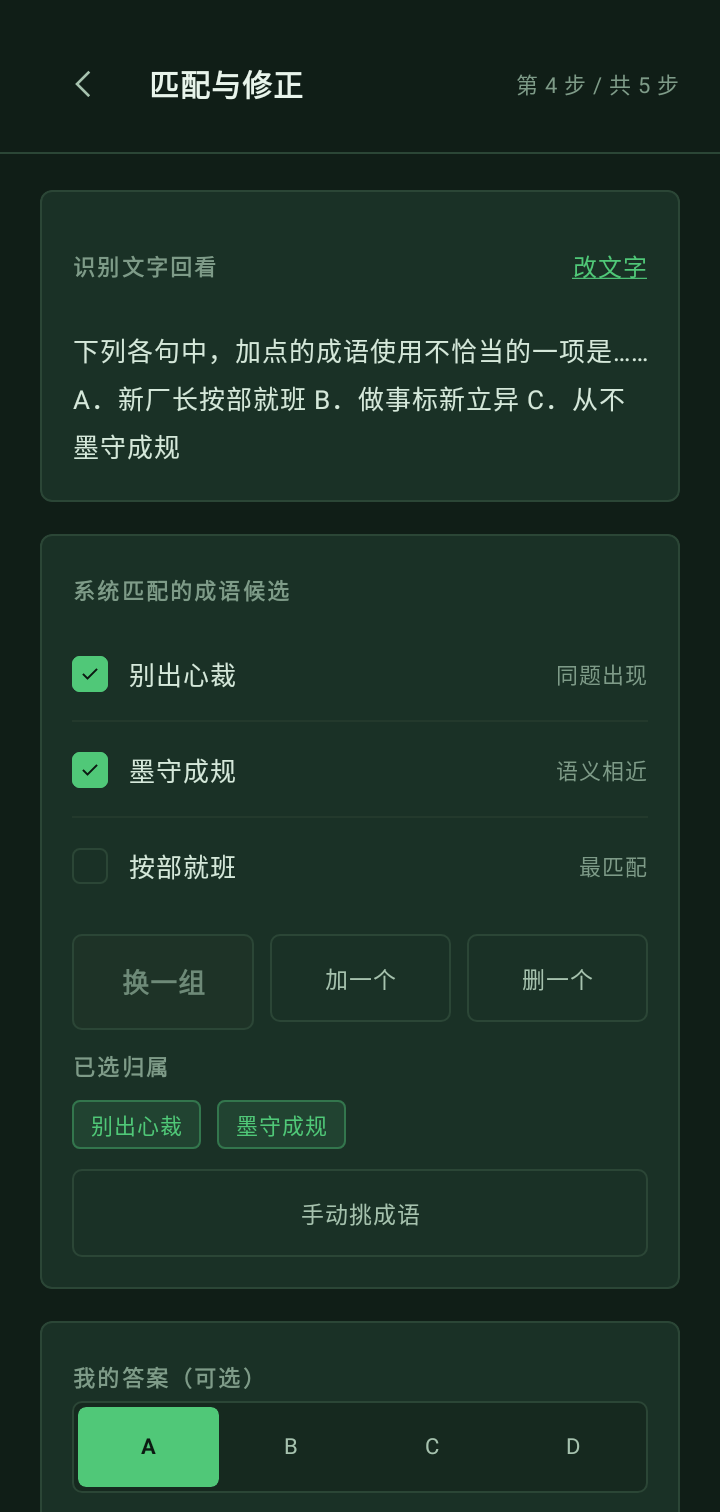 匹配与修正
第 4 步 / 共 5 步
识别文字回看
改文字
下列各句中，加点的成语使用不恰当的一项是……
A．新厂长按部就班 B．做事标新立异 C．从不
墨守成规
系统匹配的成语候选
别出心裁
同题出现
墨守成规
语义相近
按部就班
最匹配
换一组
加一个
删一个
已选归属
别出心裁
墨守成规
手动挑成语
我的答案（可选）
A
B
C
D